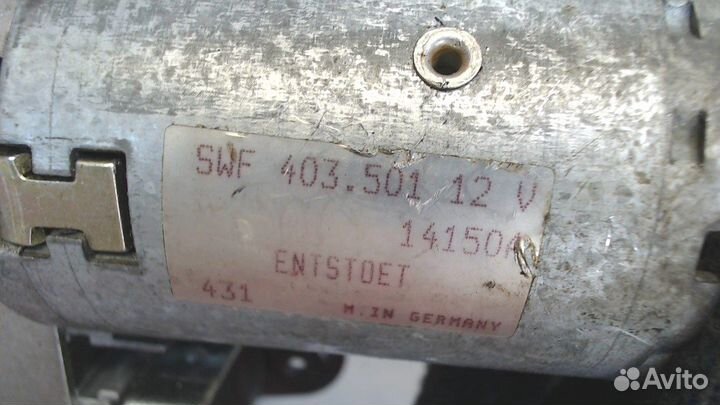 SWF 403.501 12 V
14150
ENTSTOET
431 M.IN GERMANY
Avito